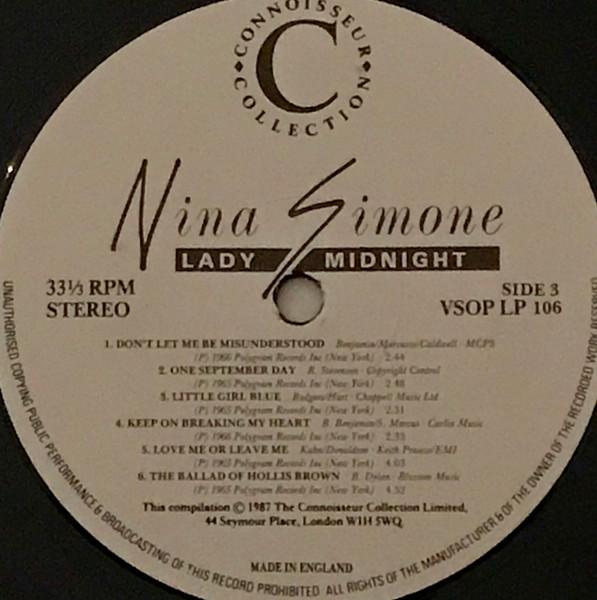 CONNOISSEUR
C
COLLECTION
Nina Simone
LADY MIDNIGHT
33⅓ RPM
STEREO
SIDE 3
VSOP LP 106
1. DON'T LET ME BE MISUNDERSTOOD Benjamin/Marcus/Caldwell · MCPS
(P) 1966 Polygram Records Inc (New York) 2.44
2. ONE SEPTEMBER DAY R. Stevenson · Copyright Control
(P) 1965 Polygram Records Inc (New York) 2.48
3. LITTLE GIRL BLUE Rodgers/Hart · Chappell Music Ltd
(P) 1965 Polygram Records Inc (New York) 2.31
4. KEEP ON BREAKING MY HEART B. Benjamin/S. Marcus · Carlin Music
(P) 1966 Polygram Records Inc (New York) 2.33
5. LOVE ME OR LEAVE ME Kahn/Donaldson · Keith Prowse/EMI
(P) 1965 Polygram Records Inc (New York) 4.03
6. THE BALLAD OF HOLLIS BROWN B. Dylan · Blossom Music
(P) 1965 Polygram Records Inc (New York) 4.52
This compilation © 1987 The Connoisseur Collection Limited,
44 Seymour Place, London W1H 5WQ.
MADE IN ENGLAND
UNAUTHORISED COPYING PUBLIC PERFORMANCE & BROADCASTING OF THIS RECORD PROHIBITED ALL RIGHTS OF THE MANUFACTURER & OF THE OWNER OF THE RECORDED WORK RESERVED